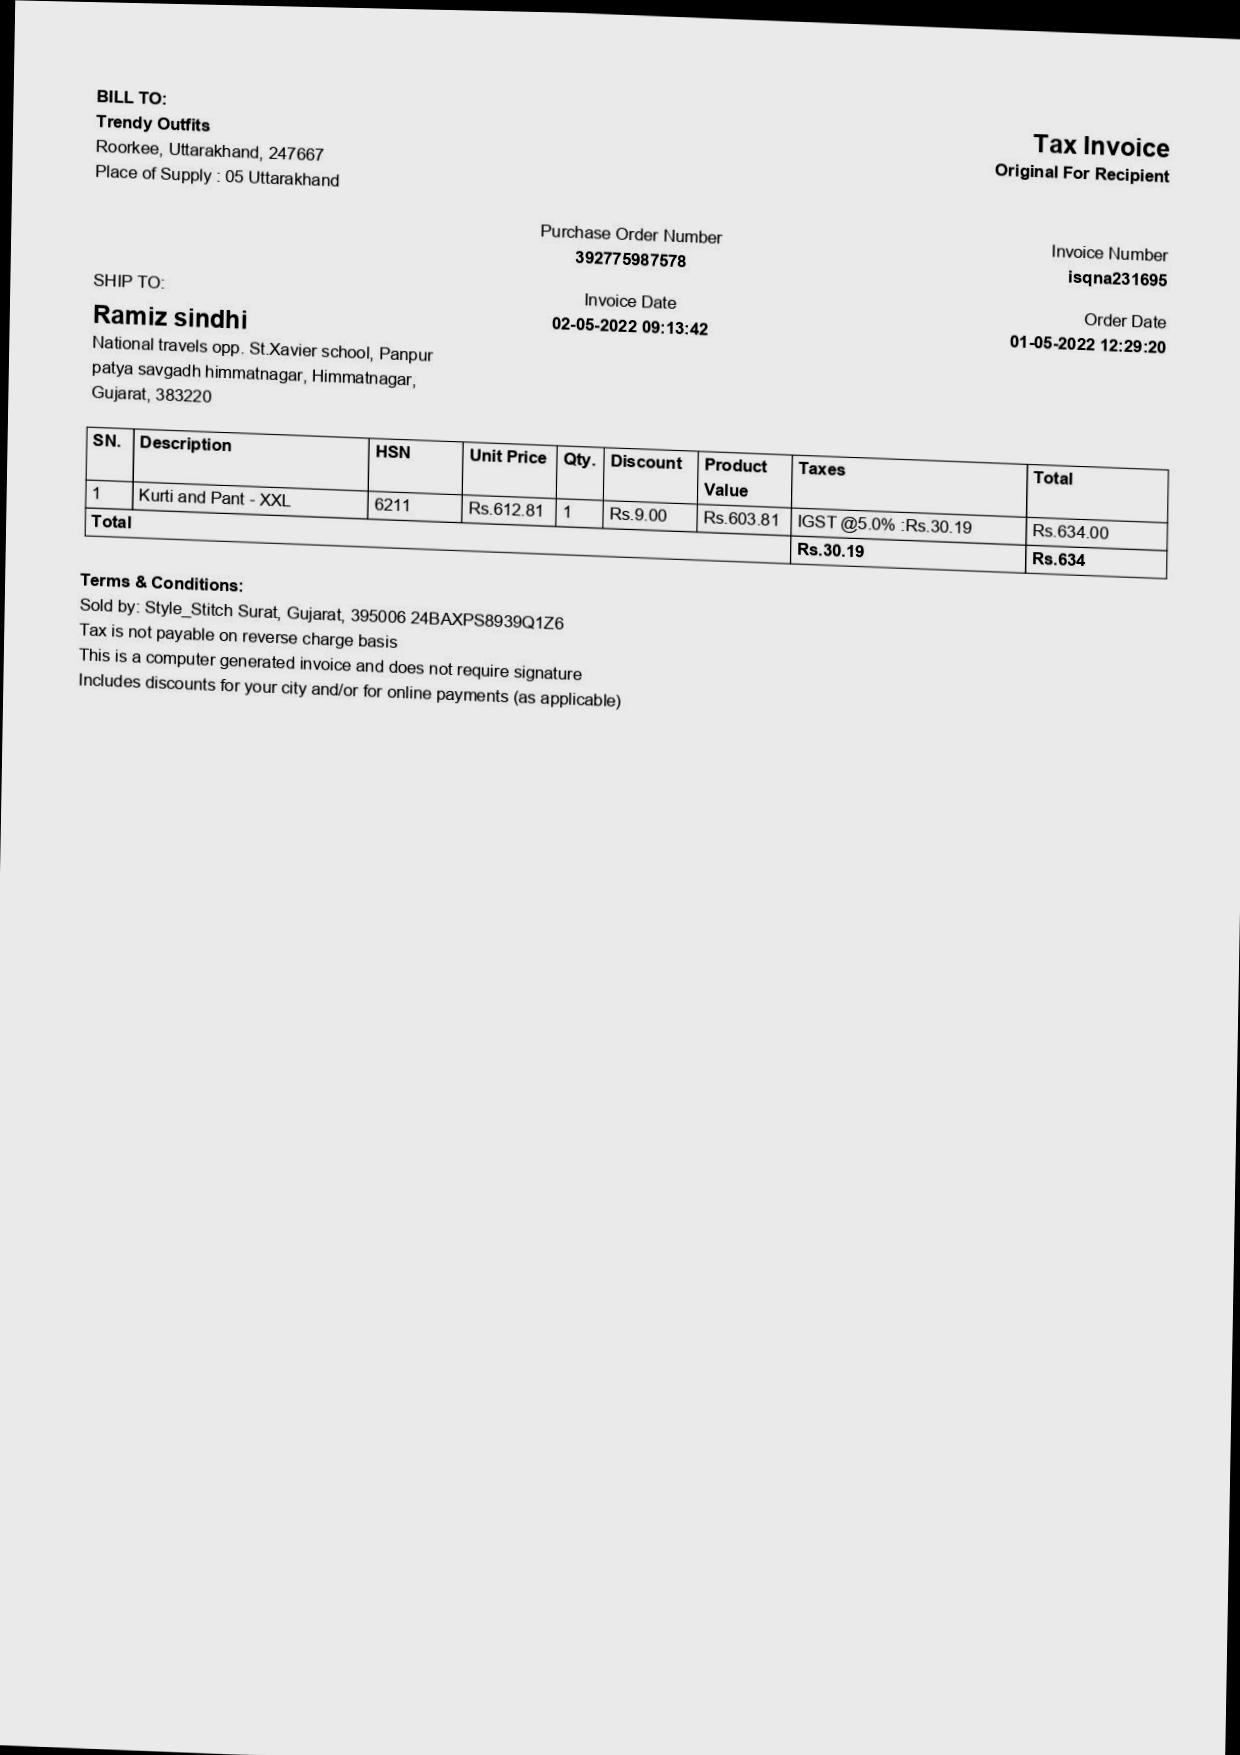 BILL TO:
Trendy Outfits
Roorkee, Uttarakhand, 247667
Place of Supply : 05 Uttarakhand
Tax Invoice
Original For Recipient
Purchase Order Number
392775987578
Invoice Number
isqna231695
SHIP TO:
Ramiz sindhi
National travels opp. St.Xavier school, Panpur
patya savgadh himmatnagar, Himmatnagar,
Gujarat, 383220
Invoice Date
02-05-2022 09:13:42
Order Date
01-05-2022 12:29:20
SN. Description HSN Unit Price Qty. Discount Product Value Taxes Total
1 Kurti and Pant - XXL 6211 Rs.612.81 1 Rs.9.00 Rs.603.81 IGST @5.0% :Rs.30.19 Rs.634.00
Total Rs.30.19 Rs.634
Terms & Conditions:
Sold by: Style_Stitch Surat, Gujarat, 395006 24BAXPS8939Q1Z6
Tax is not payable on reverse charge basis
This is a computer generated invoice and does not require signature
Includes discounts for your city and/or for online payments (as applicable)